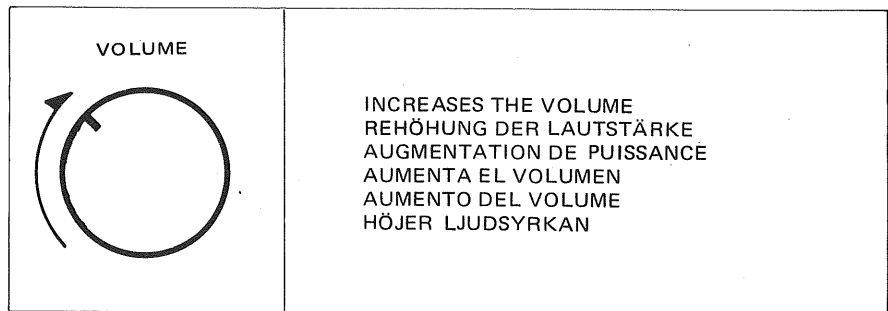 VOLUME
INCREASES THE VOLUME
REHÖHUNG DER LAUTSTÄRKE
AUGMENTATION DE PUISSANCE
AUMENTA EL VOLUMEN
AUMENTO DEL VOLUME
HÖJER LJUDSYRKAN